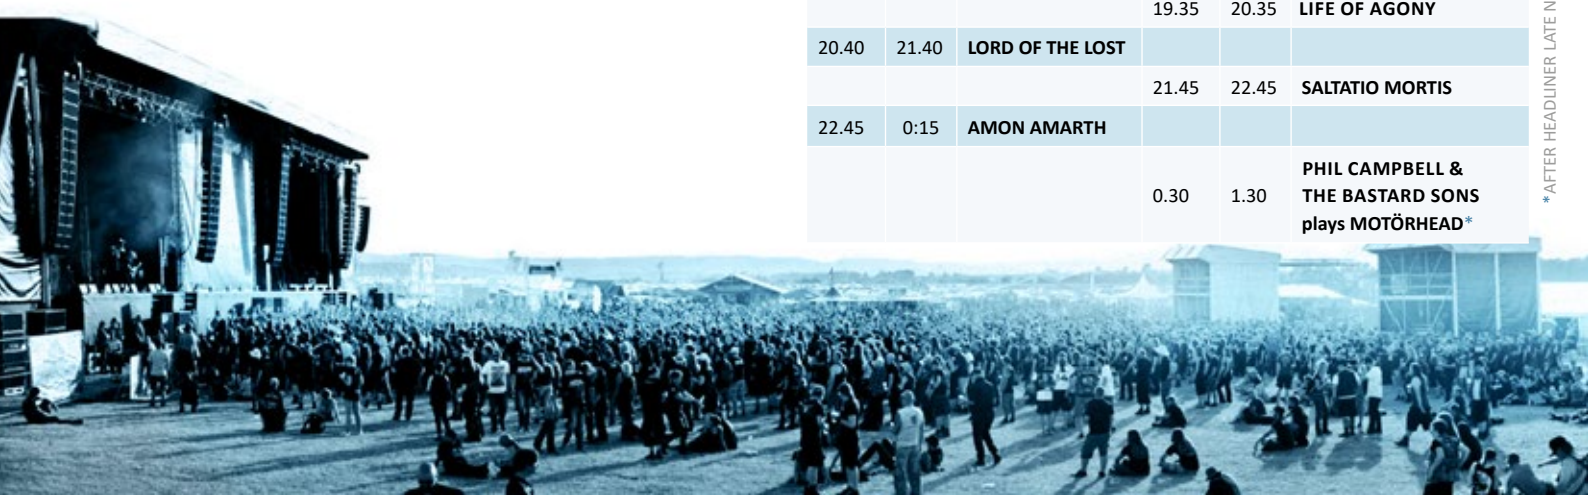 19.35 20.35 LIFE OF AGONY
20.40 21.40 LORD OF THE LOST
21.45 22.45 SALTATIO MORTIS
22.45 0:15 AMON AMARTH
0.30 1.30 PHIL CAMPBELL &
THE BASTARD SONS
plays MOTÖRHEAD*
*AFTER HEADLINER LATE N